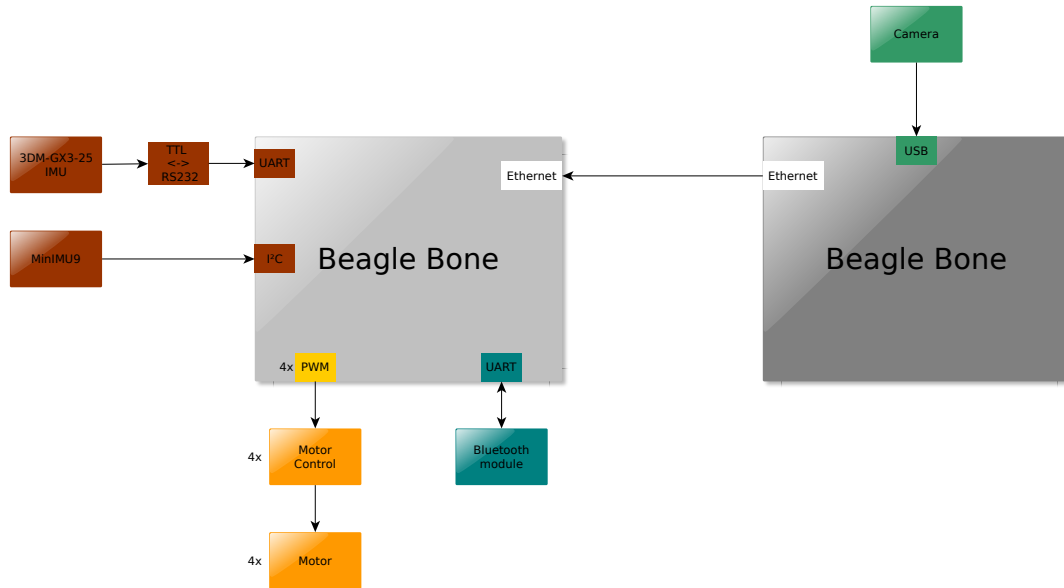 Camera
3DM-GX3-25
IMU
TTL
<->
RS232
UART
USB
Ethernet
Ethernet
MinIMU9
I²C
Beagle Bone
Beagle Bone
4x PWM
UART
4x
Motor
Control
Bluetooth
module
4x
Motor